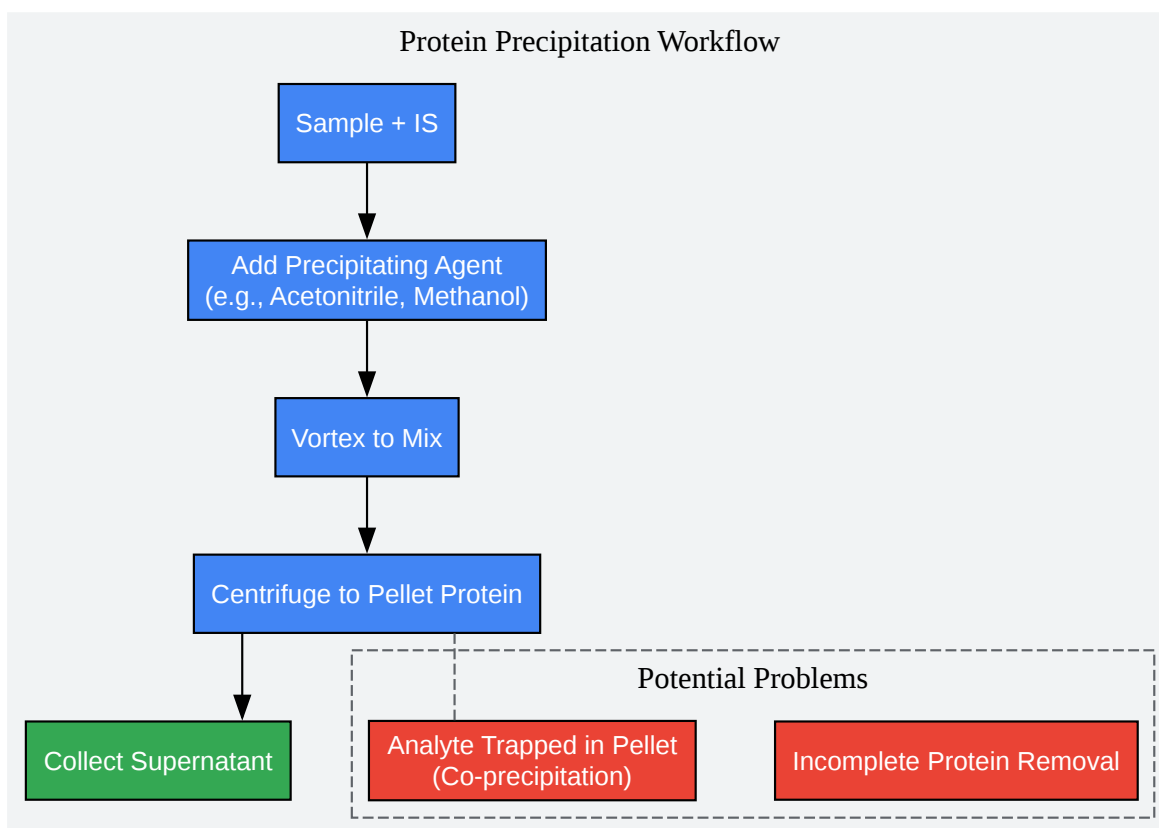 Protein Precipitation Workflow
Sample + IS
Add Precipitating Agent
(e.g., Acetonitrile, Methanol)
Vortex to Mix
Centrifuge to Pellet Protein
Potential Problems
Collect Supernatant
Analyte Trapped in Pellet
(Co-precipitation)
Incomplete Protein Removal